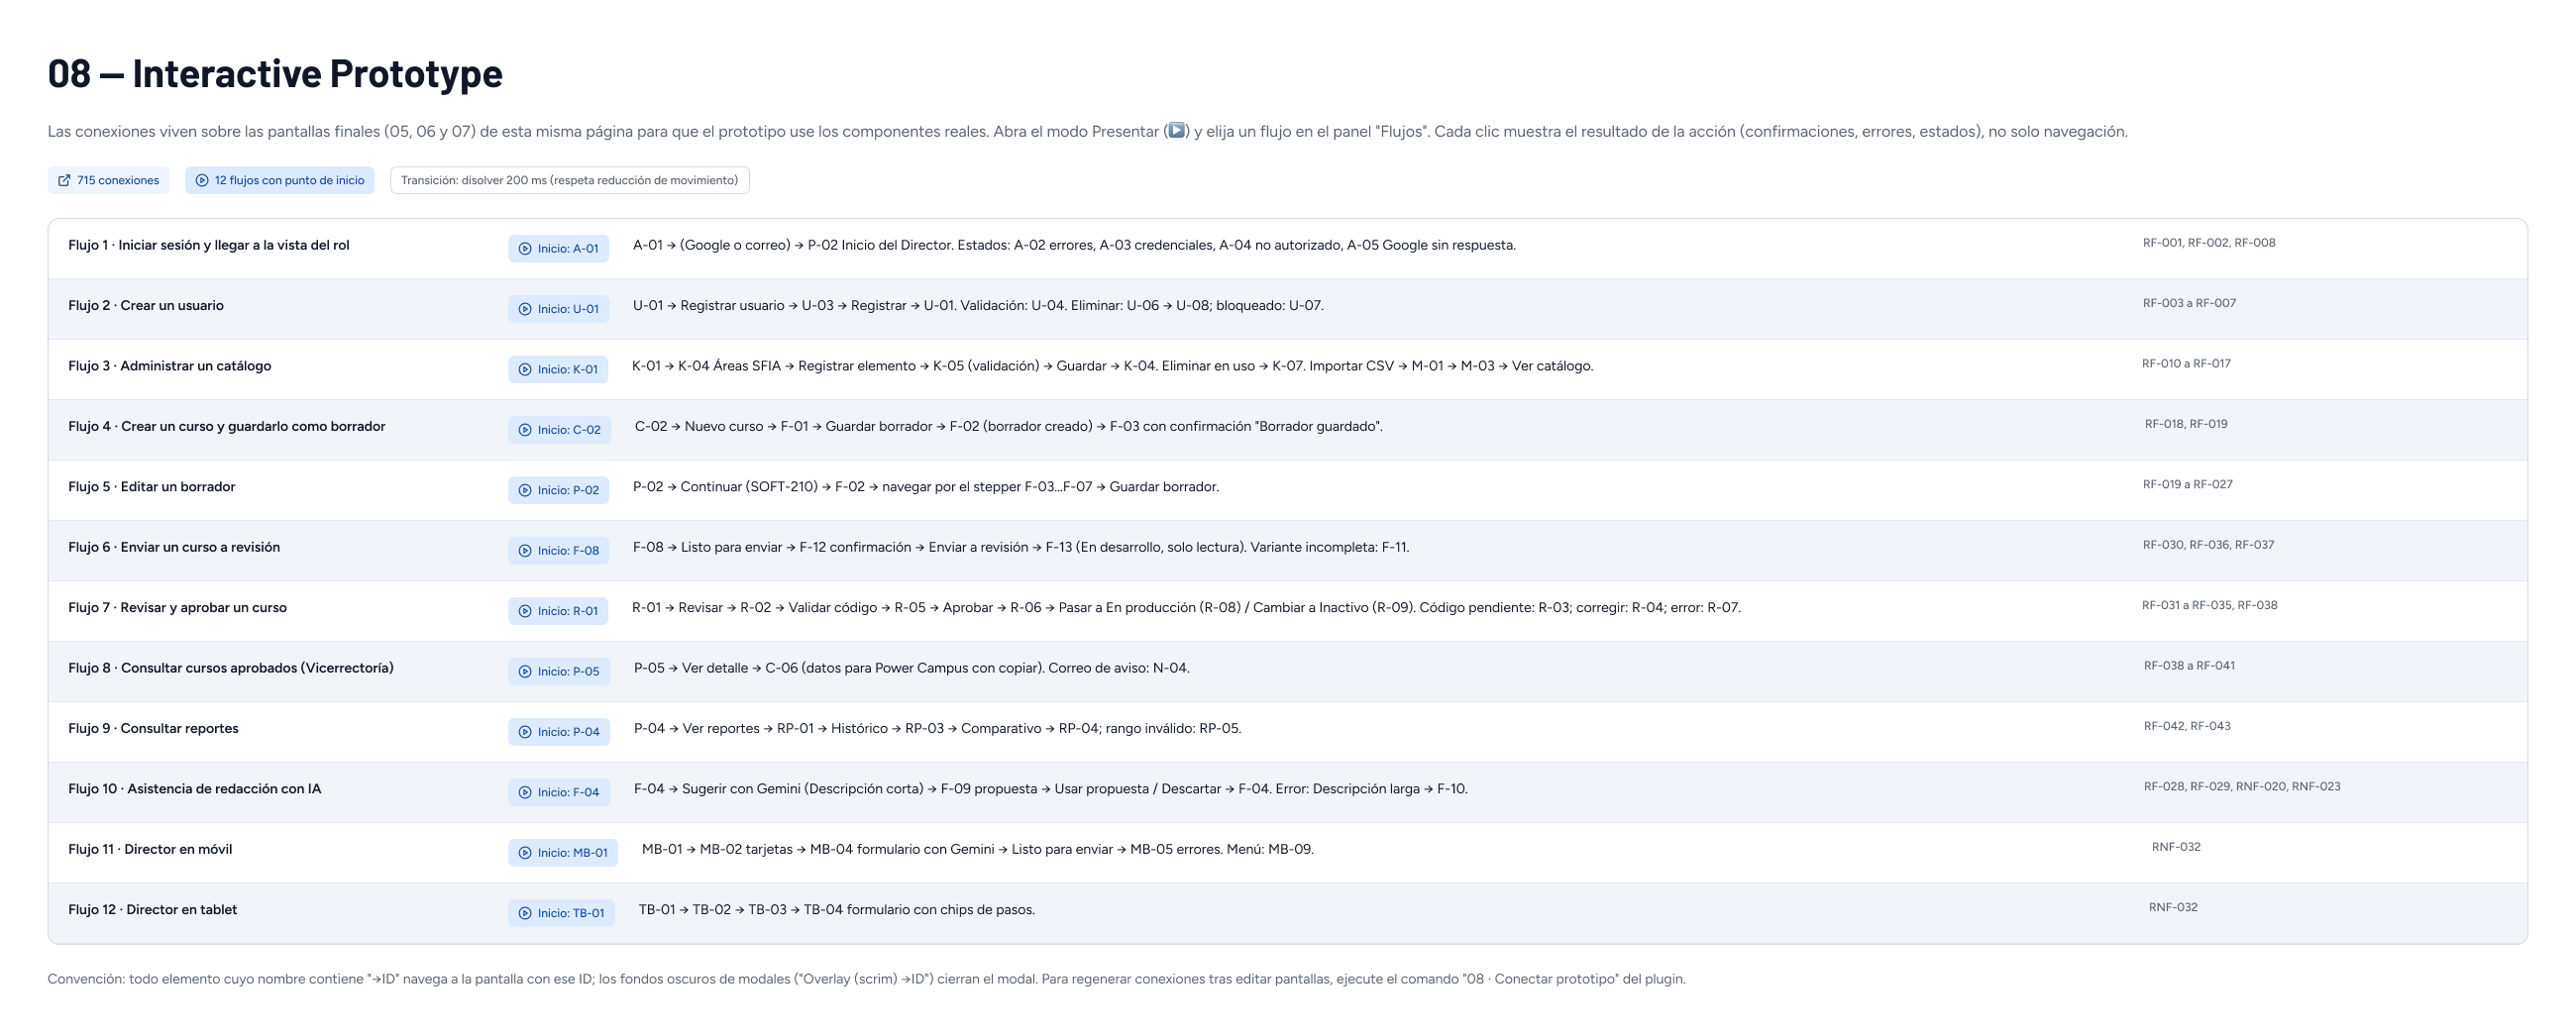 08 — Interactive Prototype
Las conexiones viven sobre las pantallas finales (05, 06 y 07) de esta misma página para que el prototipo use los componentes reales. Abra el modo Presentar (▶️) y elija un flujo en el panel "Flujos". Cada clic muestra el resultado de la acción (confirmaciones, errores, estados), no solo navegación.
715 conexiones 12 flujos con punto de inicio Transición: disolver 200 ms (respeta reducción de movimiento)
Flujo 1 · Iniciar sesión y llegar a la vista del rol Inicio: A-01 A-01 → (Google o correo) → P-02 Inicio del Director. Estados: A-02 errores, A-03 credenciales, A-04 no autorizado, A-05 Google sin respuesta. RF-001, RF-002, RF-008
Flujo 2 · Crear un usuario Inicio: U-01 U-01 → Registrar usuario → U-03 → Registrar → U-01. Validación: U-04. Eliminar: U-06 → U-08; bloqueado: U-07. RF-003 a RF-007
Flujo 3 · Administrar un catálogo Inicio: K-01 K-01 → K-04 Áreas SFIA → Registrar elemento → K-05 (validación) → Guardar → K-04. Eliminar en uso → K-07. Importar CSV → M-01 → M-03 → Ver catálogo. RF-010 a RF-017
Flujo 4 · Crear un curso y guardarlo como borrador Inicio: C-02 C-02 → Nuevo curso → F-01 → Guardar borrador → F-02 (borrador creado) → F-03 con confirmación "Borrador guardado". RF-018, RF-019
Flujo 5 · Editar un borrador Inicio: P-02 P-02 → Continuar (SOFT-210) → F-02 → navegar por el stepper F-03…F-07 → Guardar borrador. RF-019 a RF-027
Flujo 6 · Enviar un curso a revisión Inicio: F-08 F-08 → Listo para enviar → F-12 confirmación → Enviar a revisión → F-13 (En desarrollo, solo lectura). Variante incompleta: F-11. RF-030, RF-036, RF-037
Flujo 7 · Revisar y aprobar un curso Inicio: R-01 R-01 → Revisar → R-02 → Validar código → R-05 → Aprobar → R-06 → Pasar a En producción (R-08) / Cambiar a Inactivo (R-09). Código pendiente: R-03; corregir: R-04; error: R-07. RF-031 a RF-035, RF-038
Flujo 8 · Consultar cursos aprobados (Vicerrectoría) Inicio: P-05 P-05 → Ver detalle → C-06 (datos para Power Campus con copiar). Correo de aviso: N-04. RF-038 a RF-041
Flujo 9 · Consultar reportes Inicio: P-04 P-04 → Ver reportes → RP-01 → Histórico → RP-03 → Comparativo → RP-04; rango inválido: RP-05. RF-042, RF-043
Flujo 10 · Asistencia de redacción con IA Inicio: F-04 F-04 → Sugerir con Gemini (Descripción corta) → F-09 propuesta → Usar propuesta / Descartar → F-04. Error: Descripción larga → F-10. RF-028, RF-029, RNF-020, RNF-023
Flujo 11 · Director en móvil Inicio: MB-01 MB-01 → MB-02 tarjetas → MB-04 formulario con Gemini → Listo para enviar → MB-05 errores. Menú: MB-09. RNF-032
Flujo 12 · Director en tablet Inicio: TB-01 TB-01 → TB-02 → TB-03 → TB-04 formulario con chips de pasos. RNF-032
Convención: todo elemento cuyo nombre contiene "→ID" navega a la pantalla con ese ID; los fondos oscuros de modales ("Overlay (scrim) →ID") cierran el modal. Para regenerar conexiones tras editar pantallas, ejecute el comando "08 · Conectar prototipo" del plugin.